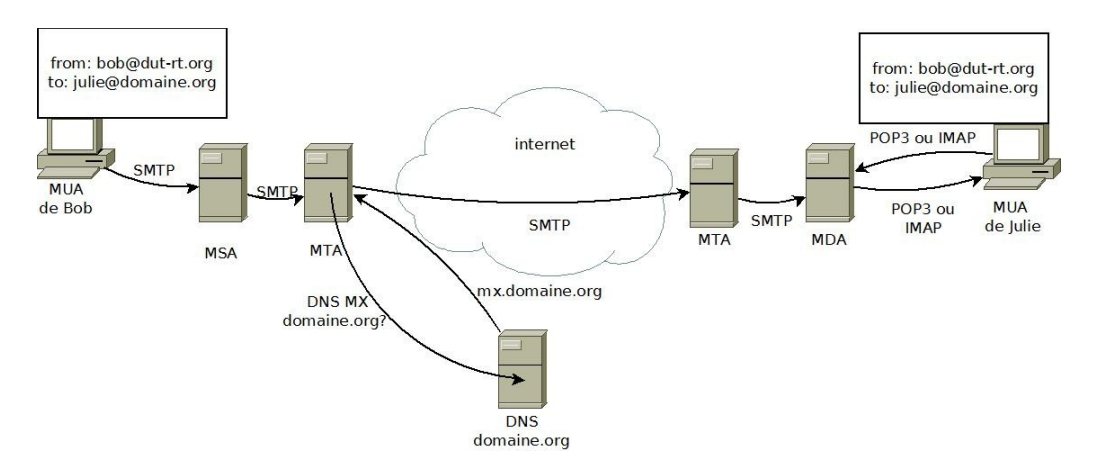 from: bob@dut-rt.org
to: julie@domaine.org
from: bob@dut-rt.org
to: julie@domaine.org
internet
POP3 ou IMAP
SMTP
SMTP
MUA
de Bob
MSA
MTA
SMTP
MTA
SMTP
MDA
POP3 ou
IMAP
MUA
de Julie
mx.domaine.org
DNS MX
domaine.org?
DNS
domaine.org